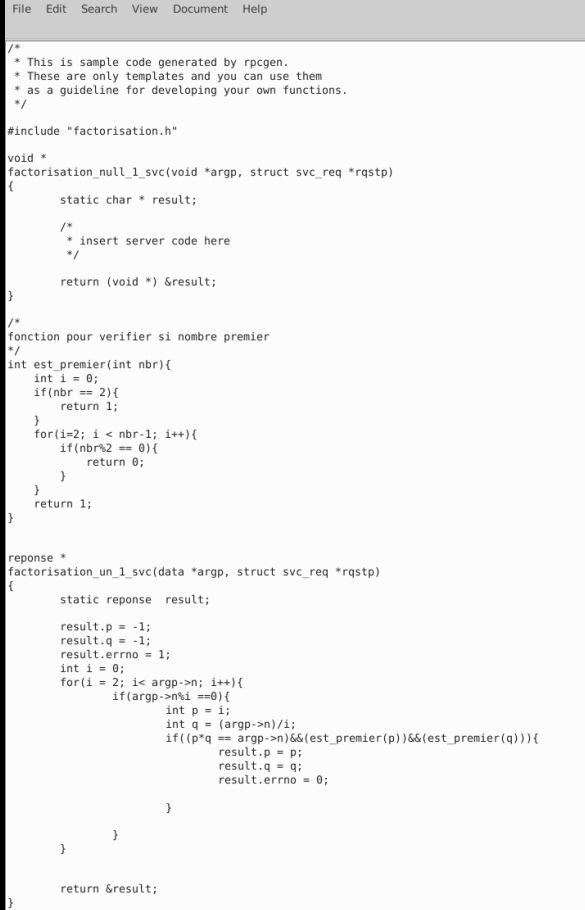 File Edit Search View Document Help
/*
 * This is sample code generated by rpcgen.
 * These are only templates and you can use them
 * as a guideline for developing your own functions.
 */
#include "factorisation.h"
void *
factorisation_null_1_svc(void *argp, struct svc_req *rqstp)
{
        static char * result;
        /*
         * insert server code here
         */
        return (void *) &result;
}
/*
fonction pour verifier si nombre premier
*/
int est_premier(int nbr){
    int i = 0;
    if(nbr == 2){
        return 1;
    }
    for(i=2; i < nbr-1; i++){
        if(nbr%2 == 0){
            return 0;
        }
    }
    return 1;
}
reponse *
factorisation_un_1_svc(data *argp, struct svc_req *rqstp)
{
        static reponse  result;
        result.p = -1;
        result.q = -1;
        result.errno = 1;
        int i = 0;
        for(i = 2; i< argp->n; i++){
                if(argp->n%i ==0){
                        int p = i;
                        int q = (argp->n)/i;
                        if((p*q == argp->n)&&(est_premier(p))&&(est_premier(q))){
                                result.p = p;
                                result.q = q;
                                result.errno = 0;
                        }
                }
        }
        return &result;
}